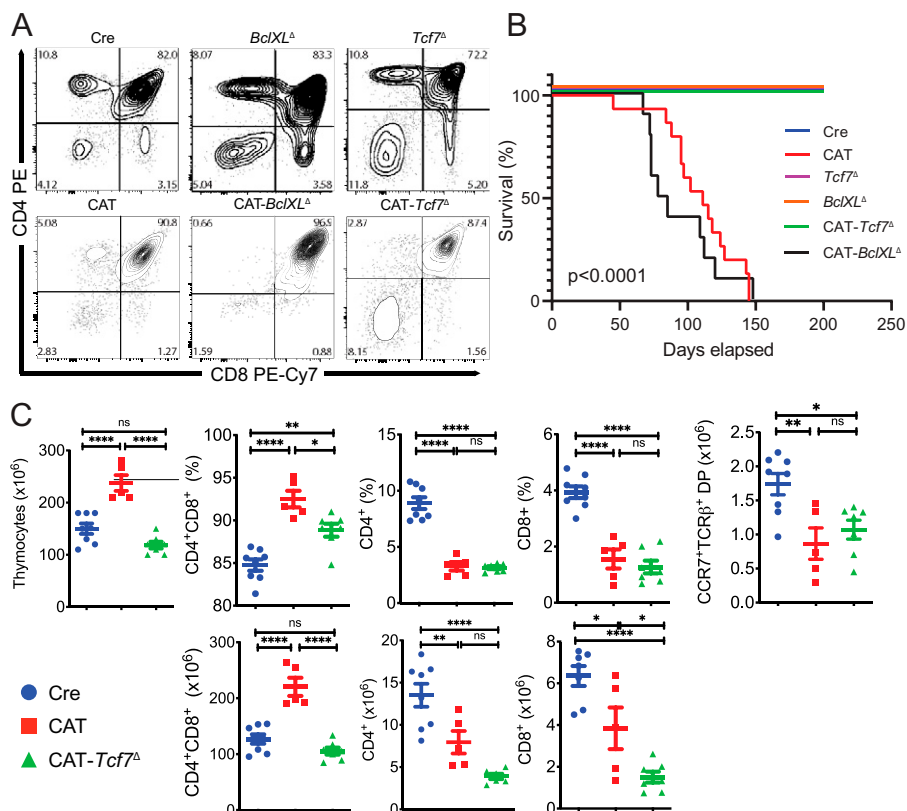 A
Cre
BclXLΔ
Tcf7Δ
10.8 82.0
4.12 3.15
8.07 83.3
5.04 3.58
10.8 72.2
11.8 5.20
CAT
CAT-BclXLΔ
CAT-Tcf7Δ
5.08 90.8
2.83 1.27
0.66 96.5
1.59 0.88
2.87 87.4
8.15 1.56
CD4 PE
CD8 PE-Cy7
B
Survival (%)
100
50
0
0 50 100 150 200 250
Days elapsed
p<0.0001
Cre
CAT
Tcf7Δ
BclXLΔ
CAT-Tcf7Δ
CAT-BclXLΔ
C
ns
**** ****
Thymocytes (x10⁶)
300
200
100
0
**
**** *
CD4⁺CD8⁺ (%)
100
95
90
85
80
****
**** ns
CD4⁺ (%)
15
10
5
0
****
**** ns
CD8+ (%)
6
4
2
0
*
** ns
CCR7⁺TCRβ⁺ DP (x10⁶)
2.5
2.0
1.5
1.0
0.5
0.0
ns
**** ****
CD4⁺CD8⁺ (x10⁶)
300
200
100
0
****
** ns
CD4⁺ (x10⁶)
20
15
10
5
0
* *
****
CD8⁺ (x10⁶)
8
6
4
2
0
Cre
CAT
CAT-Tcf7Δ